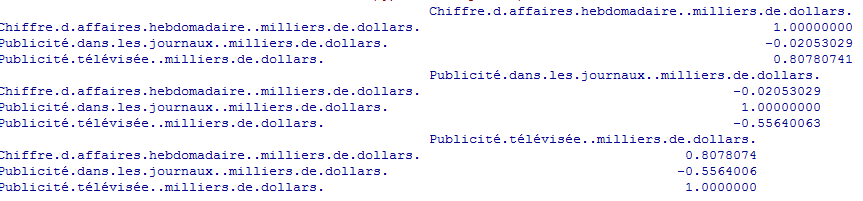 Chiffre.d.affaires.hebdomadaire..milliers.de.dollars.
Chiffre.d.affaires.hebdomadaire..milliers.de.dollars. 1.00000000
Publicité.dans.les.journaux..milliers.de.dollars. -0.02053029
Publicité.télévisée..milliers.de.dollars. 0.80780741
Publicité.dans.les.journaux..milliers.de.dollars.
Chiffre.d.affaires.hebdomadaire..milliers.de.dollars. -0.02053029
Publicité.dans.les.journaux..milliers.de.dollars. 1.00000000
Publicité.télévisée..milliers.de.dollars. -0.55640063
Publicité.télévisée..milliers.de.dollars.
Chiffre.d.affaires.hebdomadaire..milliers.de.dollars. 0.8078074
Publicité.dans.les.journaux..milliers.de.dollars. -0.5564006
Publicité.télévisée..milliers.de.dollars. 1.0000000